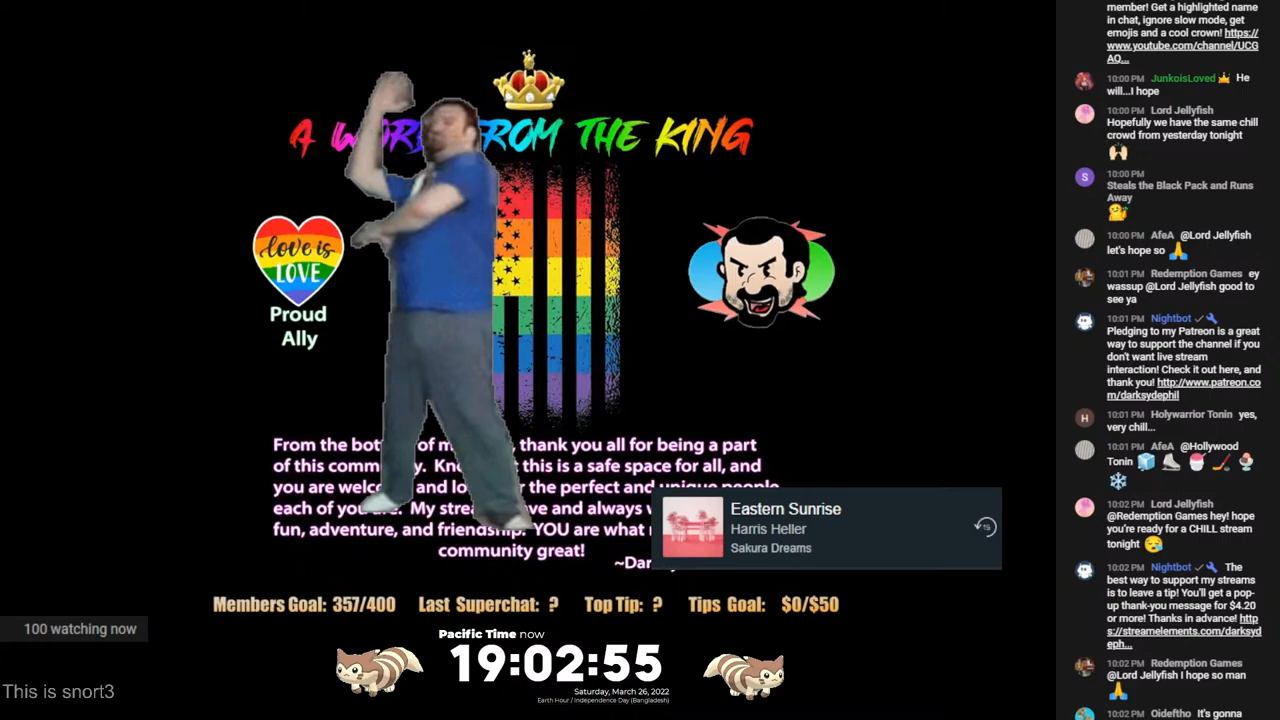 A FROM THE KING
love is
LOVE
Proud
Ally
From the of thank you all for being a part
of this this is a safe space for all, and
you are and the perfect and unique people
each of you My and always
fun, adventure, and friendship. YOU are what
community great!
Eastern Sunrise
Harris Heller
Sakura Dreams
15
Members Goal: 357/400 Last Superchat: ? Top Tip: ? Tips Goal: $0/$50
100 watching now
Pacific Time now
19:02:55
Saturday, March 26, 2022
Earth Hour / Independence Day (Bangladesh)
This is snort3
member! Get a highlighted name
in chat, ignore slow mode, get
emojis and a cool crown! https://
www.youtube.com/channel/UCG
AQ...
10:00 PM JunkoisLoved He
will...I hope
10:00 PM Lord Jellyfish
Hopefully we have the same chill
crowd from yesterday tonight
S
10:00 PM
Steals the Black Pack and Runs
Away
10:00 PM AfeA @Lord Jellyfish
let's hope so
10:01 PM Redemption Games ey
wassup @Lord Jellyfish good to
see ya
10:01 PM Nightbot
Pledging to my Patreon is a great
way to support the channel if you
don't want live stream
interaction! Check it out here, and
thank you! http://www.patreon.co
m/darksydephil
H
10:01 PM Holywarrior Tonin yes,
very chill...
10:01 PM AfeA @Hollywood
Tonin
10:02 PM Lord Jellyfish
@Redemption Games hey! hope
you're ready for a CHILL stream
tonight
10:02 PM Nightbot The
best way to support my streams
is to leave a tip! You'll get a pop-
up thank-you message for $4.20
or more! Thanks in advance! http
s://streamelements.com/darksyd
eph...
10:02 PM Redemption Games
@Lord Jellyfish I hope so man
10:02 PM Oideftho It's gonna